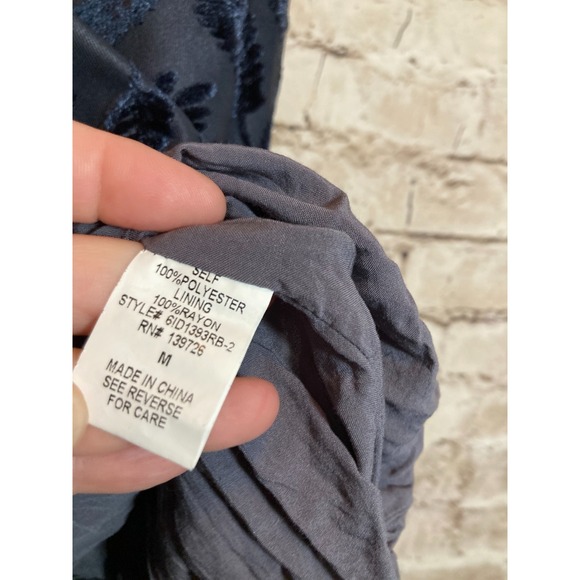 SELF
100%POLYESTER
LINING
100%RAYON
STYLE# 6ID1393RB-2
RN# 139726
M
MADE IN CHINA
SEE REVERSE
FOR CARE